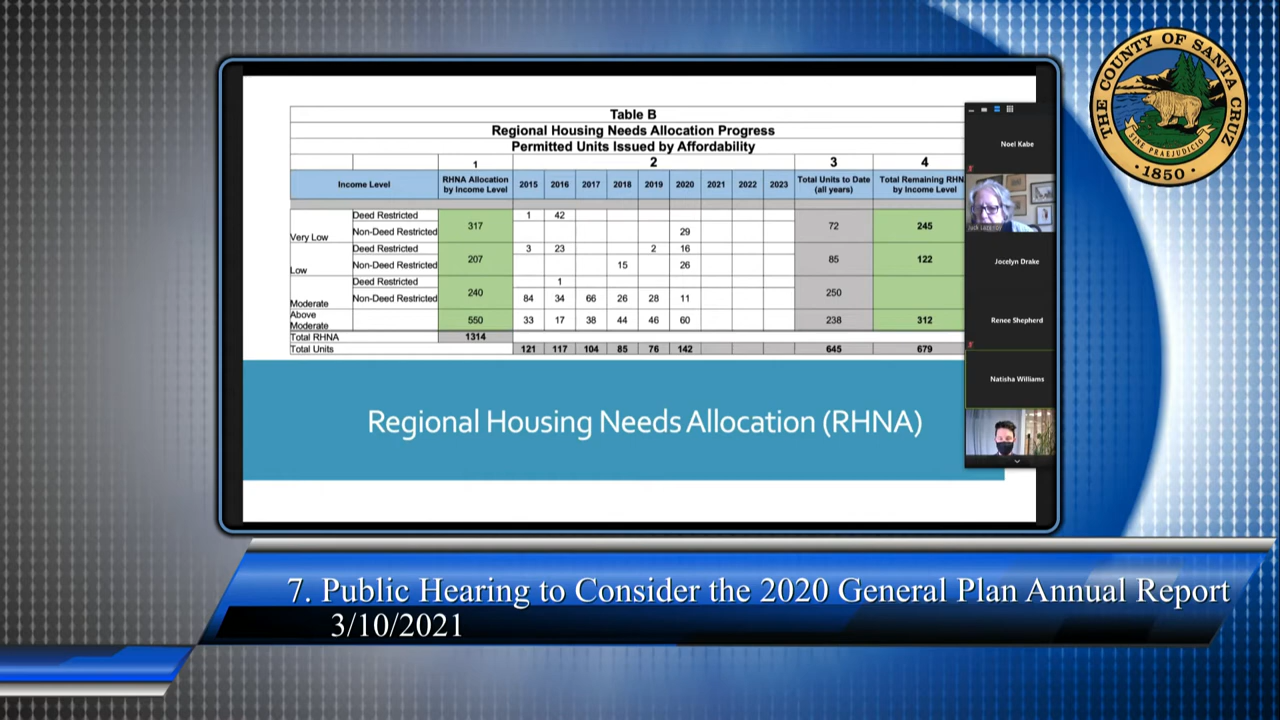 THE COUNTY OF SANTA CRUZ
SINE PRAEJUDICIO
• 1850 •
Table B
Regional Housing Needs Allocation Progress
Permitted Units Issued by Affordability
1 2 3 4
Income Level RHNA Allocation by Income Level 2015 2016 2017 2018 2019 2020 2021 2022 2023 Total Units to Date (all years) Total Remaining RHN by Income Level
Very Low Deed Restricted 317 1 42 72 245
Non-Deed Restricted 29
Low Deed Restricted 207 3 23 2 16 85 122
Non-Deed Restricted 15 26
Moderate Deed Restricted 240 1 250
Non-Deed Restricted 84 34 66 26 28 11
Above Moderate 550 33 17 38 44 46 60 238 312
Total RHNA 1314
Total Units 121 117 104 85 76 142 645 679
Noel Kabe
Jocelyn Drake
Renee Shepherd
Natisha Williams
Regional Housing Needs Allocation (RHNA)
7. Public Hearing to Consider the 2020 General Plan Annual Report
3/10/2021